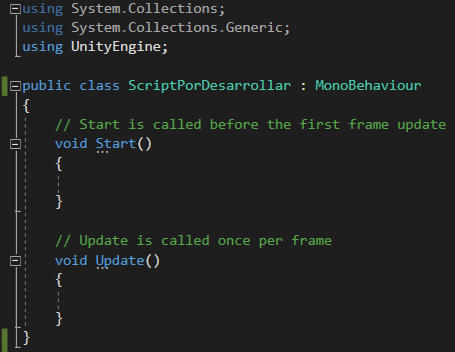 using System.Collections;
using System.Collections.Generic;
using UnityEngine;
public class ScriptPorDesarrollar : MonoBehaviour
{
// Start is called before the first frame update
void Start()
{
}
// Update is called once per frame
void Update()
{
}
}